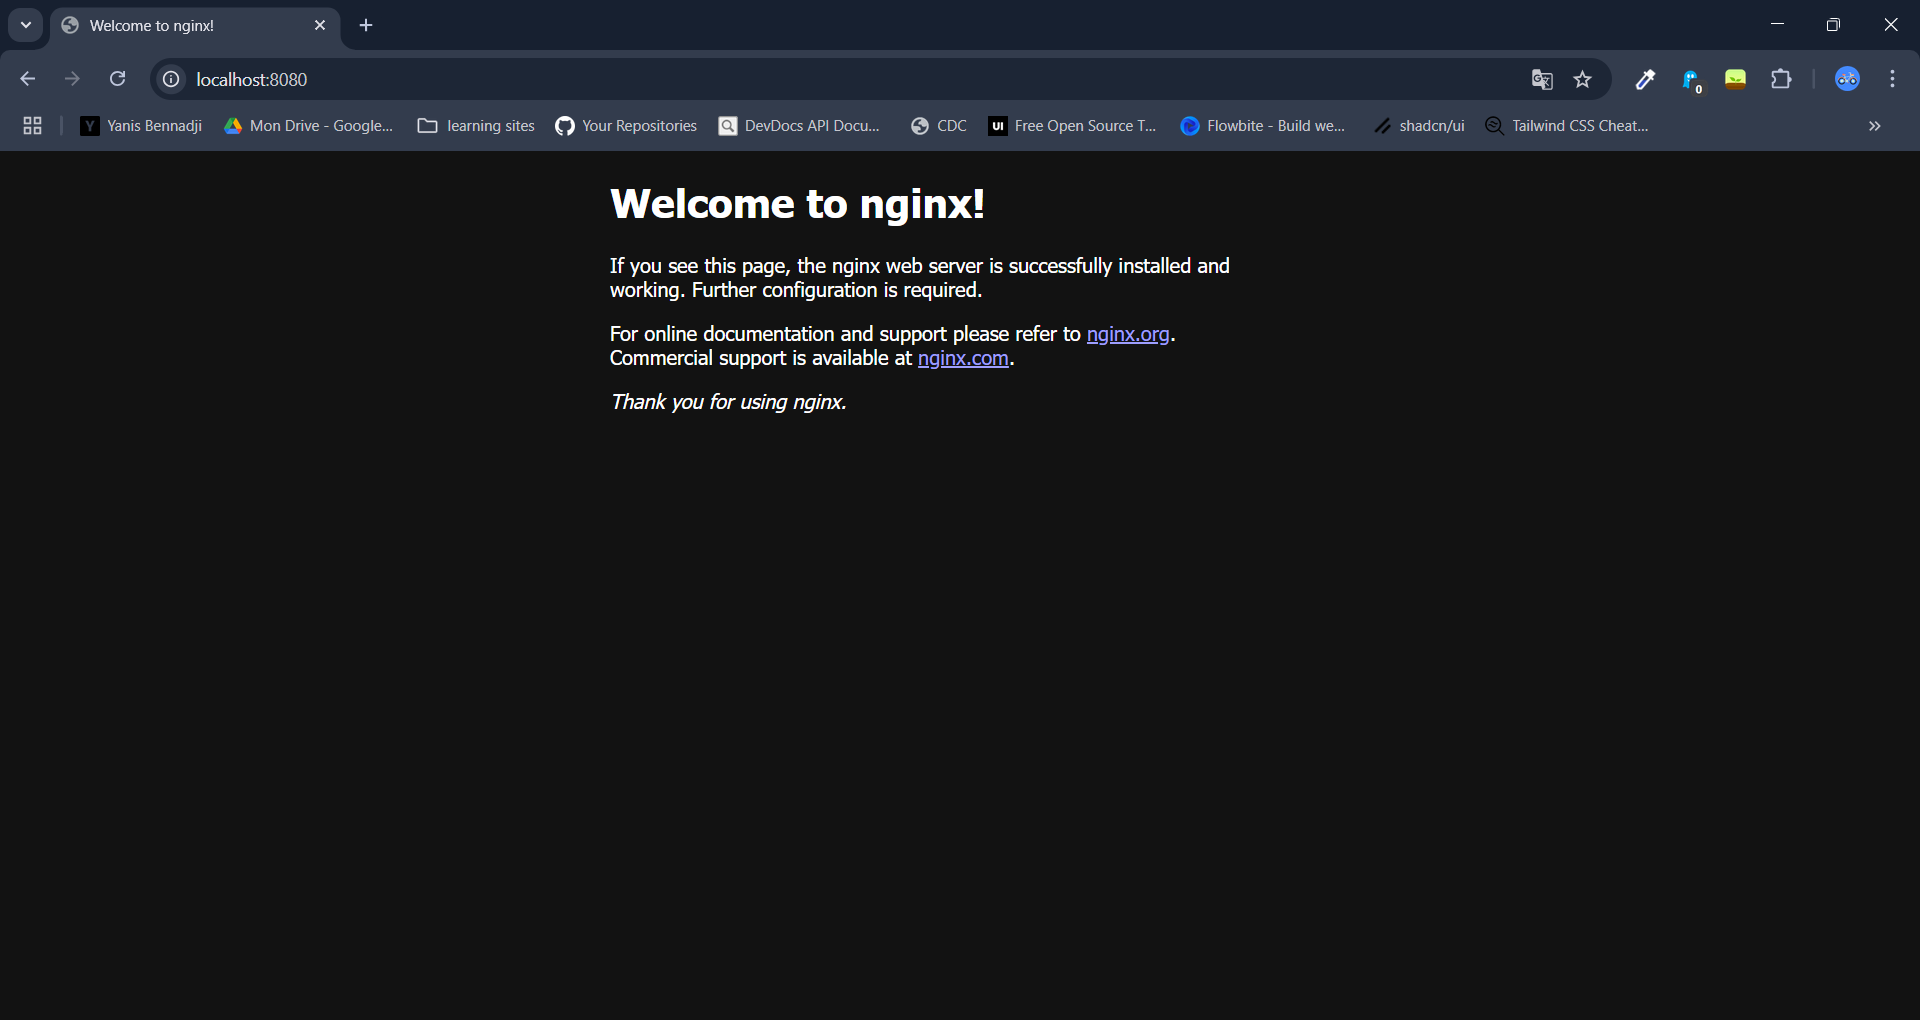 Welcome to nginx!
localhost:8080
0
Y Yanis Bennadji
Mon Drive - Google...
learning sites
Your Repositories
DevDocs API Docu...
CDC
UI Free Open Source T...
Flowbite - Build we...
shadcn/ui
Tailwind CSS Cheat...
Welcome to nginx!
If you see this page, the nginx web server is successfully installed and
working. Further configuration is required.
For online documentation and support please refer to nginx.org.
Commercial support is available at nginx.com.
Thank you for using nginx.